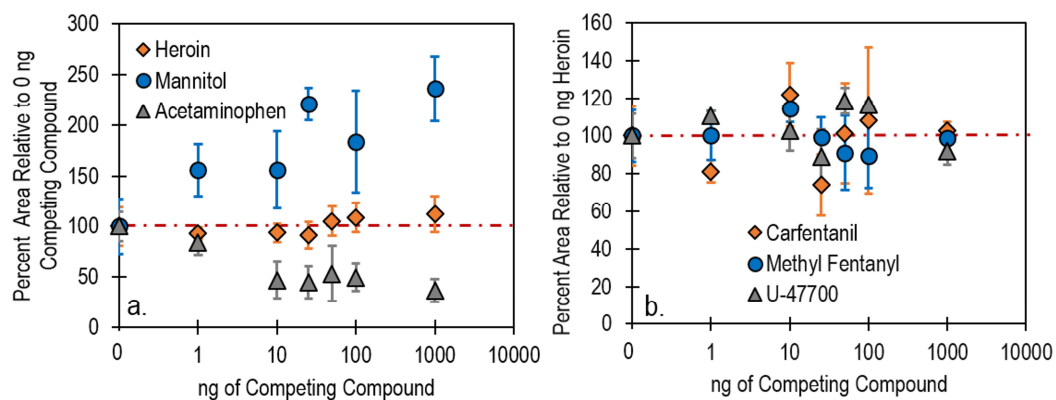 Percent Area Relative to 0 ng
Competing Compound
300
250
200
150
100
50
0
Heroin
Mannitol
Acetaminophen
a.
0 1 10 100 1000 10000
ng of Competing Compound
Percent Area Relative to 0 ng Heroin
160
140
120
100
80
60
40
20
0
Carfentanil
Methyl Fentanyl
U-47700
b.
0 1 10 100 1000 10000
ng of Competing Compound